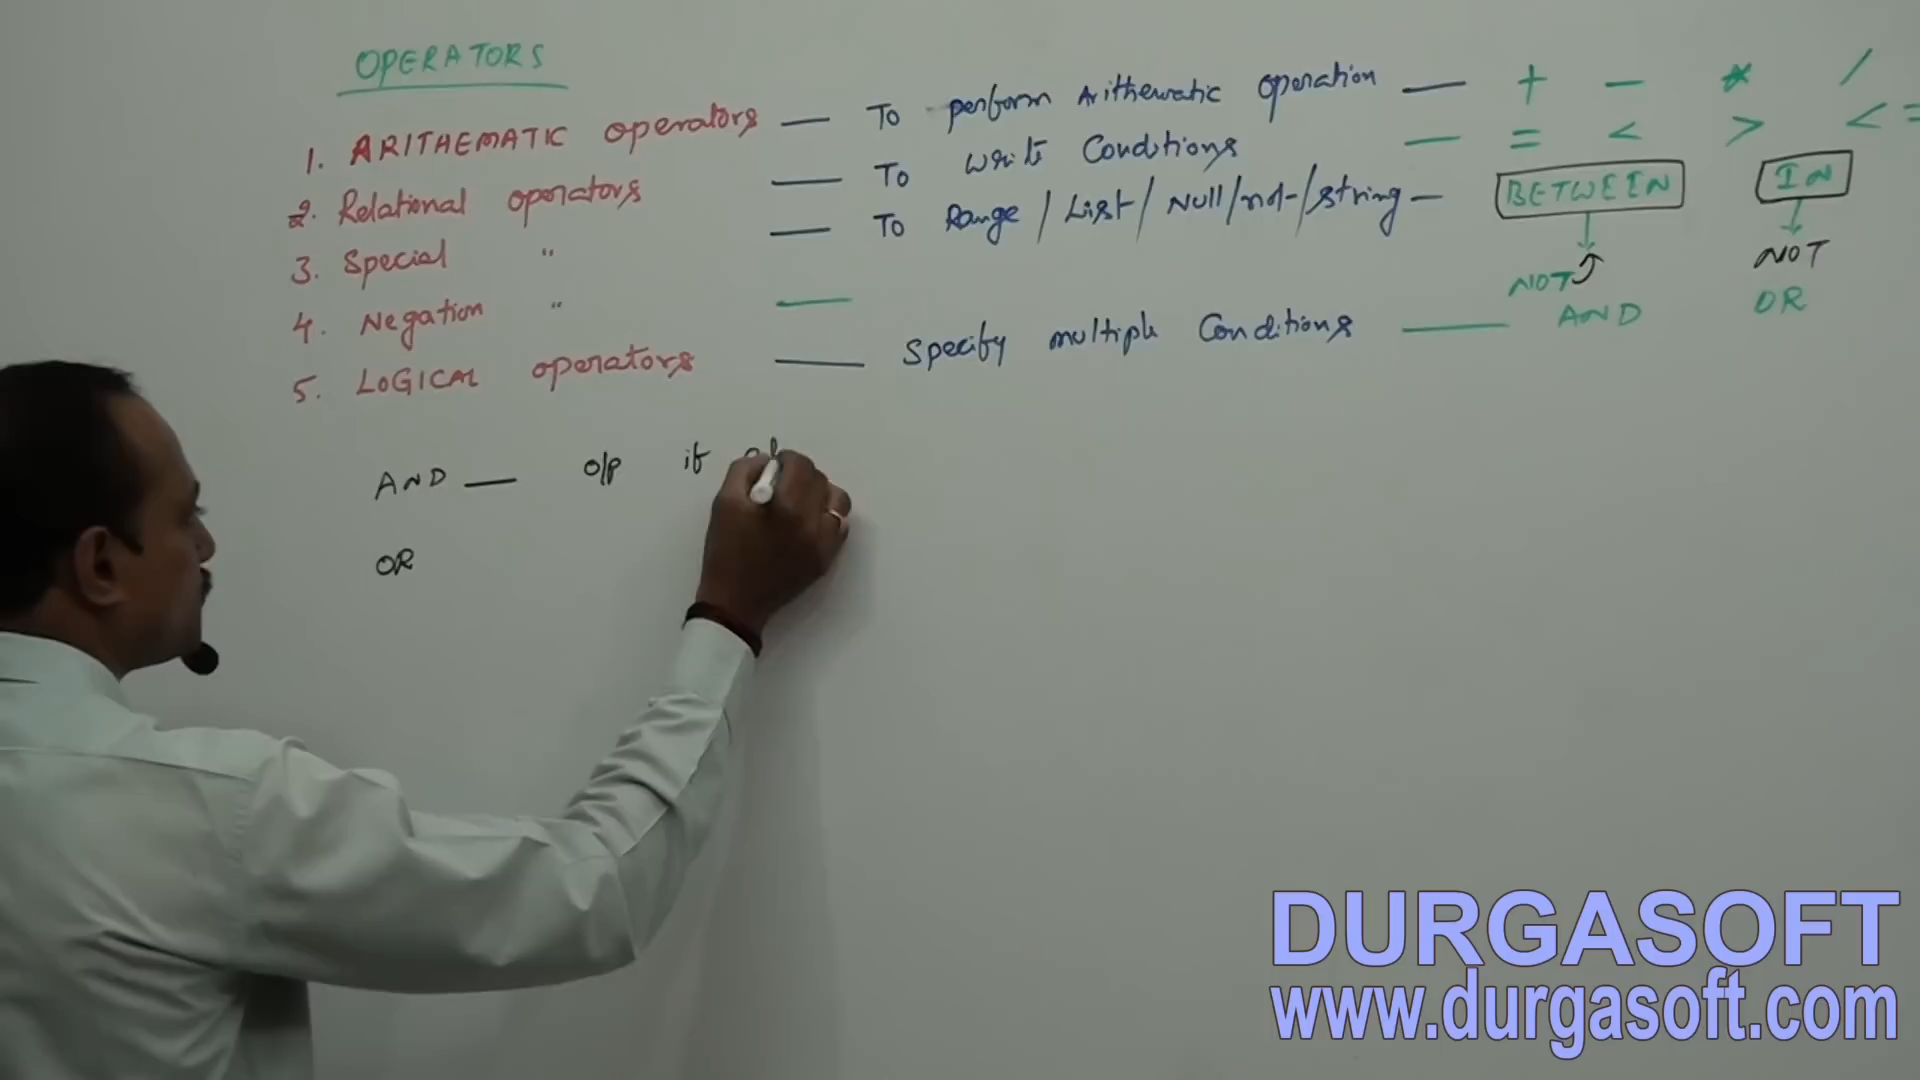 OPERATORS
1. ARITHEMATIC operators — To perform Arithematic operation — + - * /
2. Relational operators — To write Conditions — = < > <=
3. Special " — To Range / List / Null/not-/string — BETWEEN IN
4. Negation " — NOT NOT
5. LOGICAL operators — Specify multiple Conditions — AND OR
AND — O/P if
OR
DURGASOFT
www.durgasoft.com